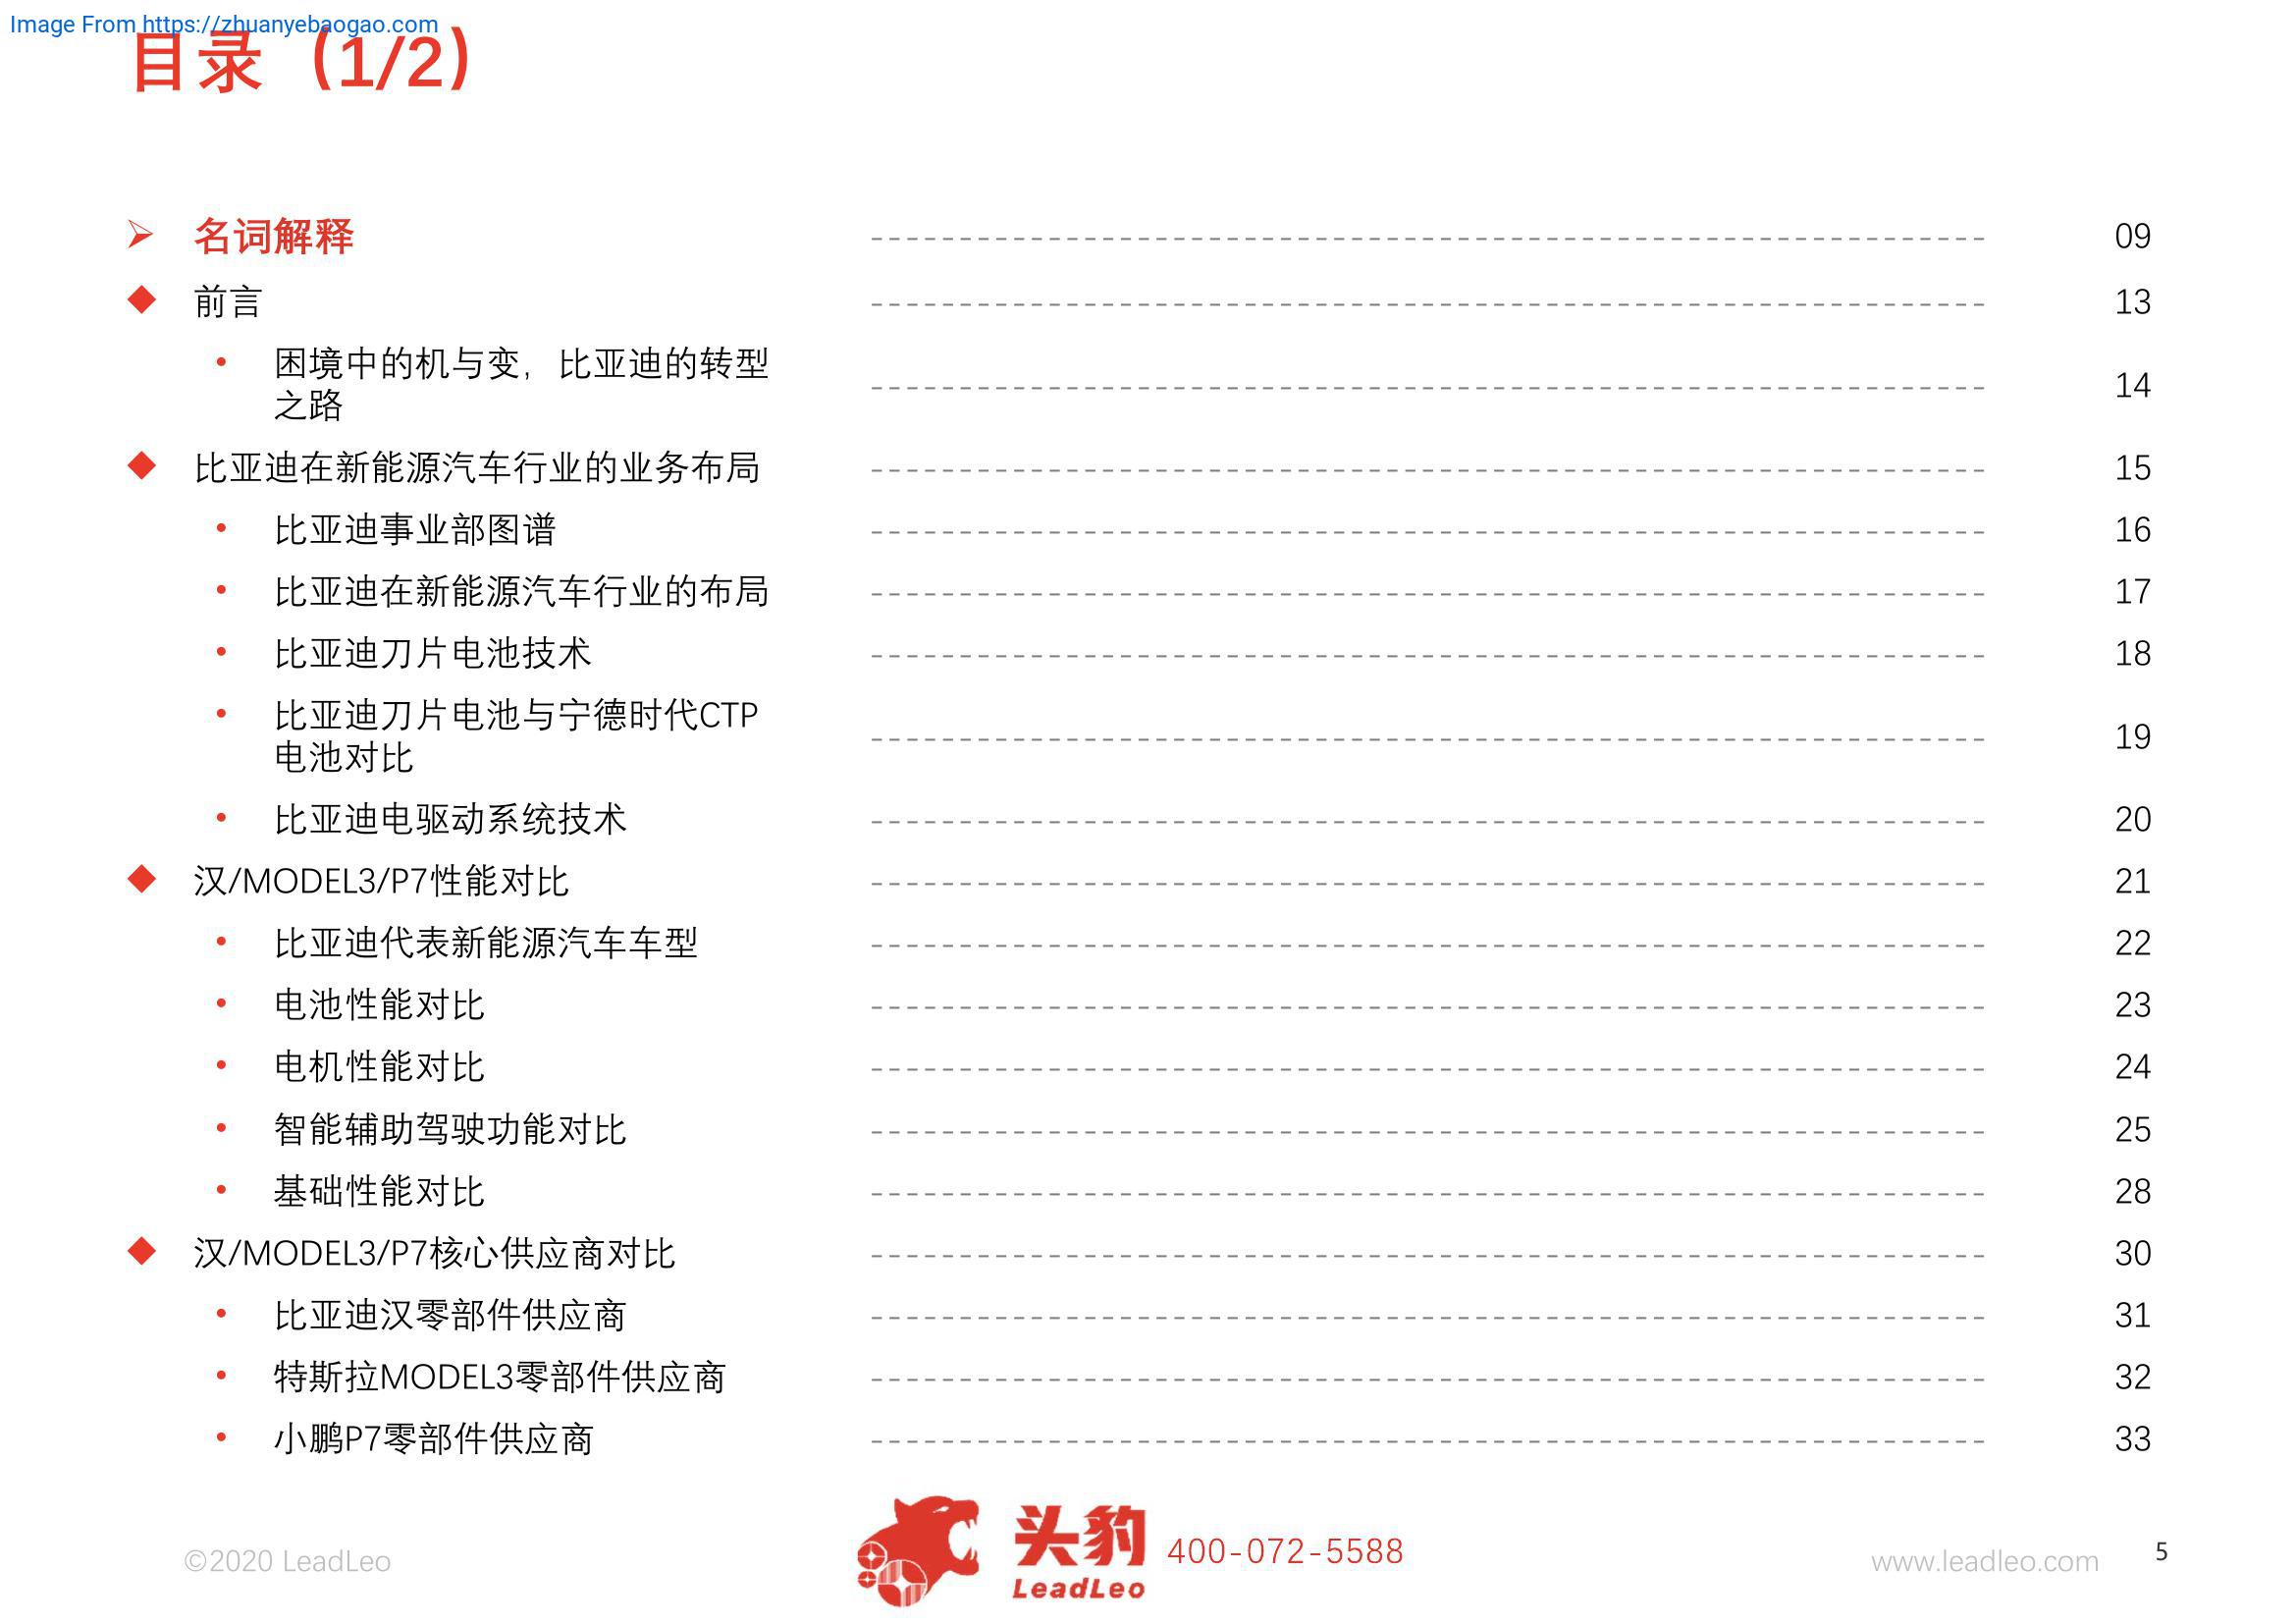 Image From https://zhuanyebaogao.com
目录（1/2）
➢ 名词解释 09
◆ 前言 13
• 困境中的机与变，比亚迪的转型
之路 14
◆ 比亚迪在新能源汽车行业的业务布局 15
• 比亚迪事业部图谱 16
• 比亚迪在新能源汽车行业的布局 17
• 比亚迪刀片电池技术 18
• 比亚迪刀片电池与宁德时代CTP
电池对比 19
• 比亚迪电驱动系统技术 20
◆ 汉/MODEL3/P7性能对比 21
• 比亚迪代表新能源汽车车型 22
• 电池性能对比 23
• 电机性能对比 24
• 智能辅助驾驶功能对比 25
• 基础性能对比 28
◆ 汉/MODEL3/P7核心供应商对比 30
• 比亚迪汉零部件供应商 31
• 特斯拉MODEL3零部件供应商 32
• 小鹏P7零部件供应商 33
©2020 LeadLeo
头豹
LeadLeo
400-072-5588
www.leadleo.com
5